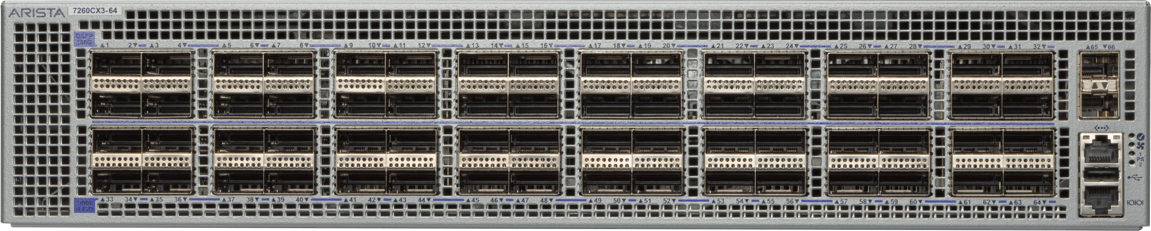 ARISTA 7260CX3-64
▲1 2▼ ▲3 4▼ ▲5 6▼ ▲7 8▼ ▲9 10▼ ▲11 12▼ ▲13 14▼ ▲15 16▼ ▲17 18▼ ▲19 20▼ ▲21 22▼ ▲23 24▼ ▲25 26▼ ▲27 28▼ ▲29 30▼ ▲31 32▼ ▲65 ▼66
▲33 34▼ ▲35 36▼ ▲37 38▼ ▲39 40▼ ▲41 42▼ ▲43 44▼ ▲45 46▼ ▲47 48▼ ▲49 50▼ ▲51 52▼ ▲53 54▼ ▲55 56▼ ▲57 58▼ ▲59 60▼ ▲61 62▼ ▲63 64▼